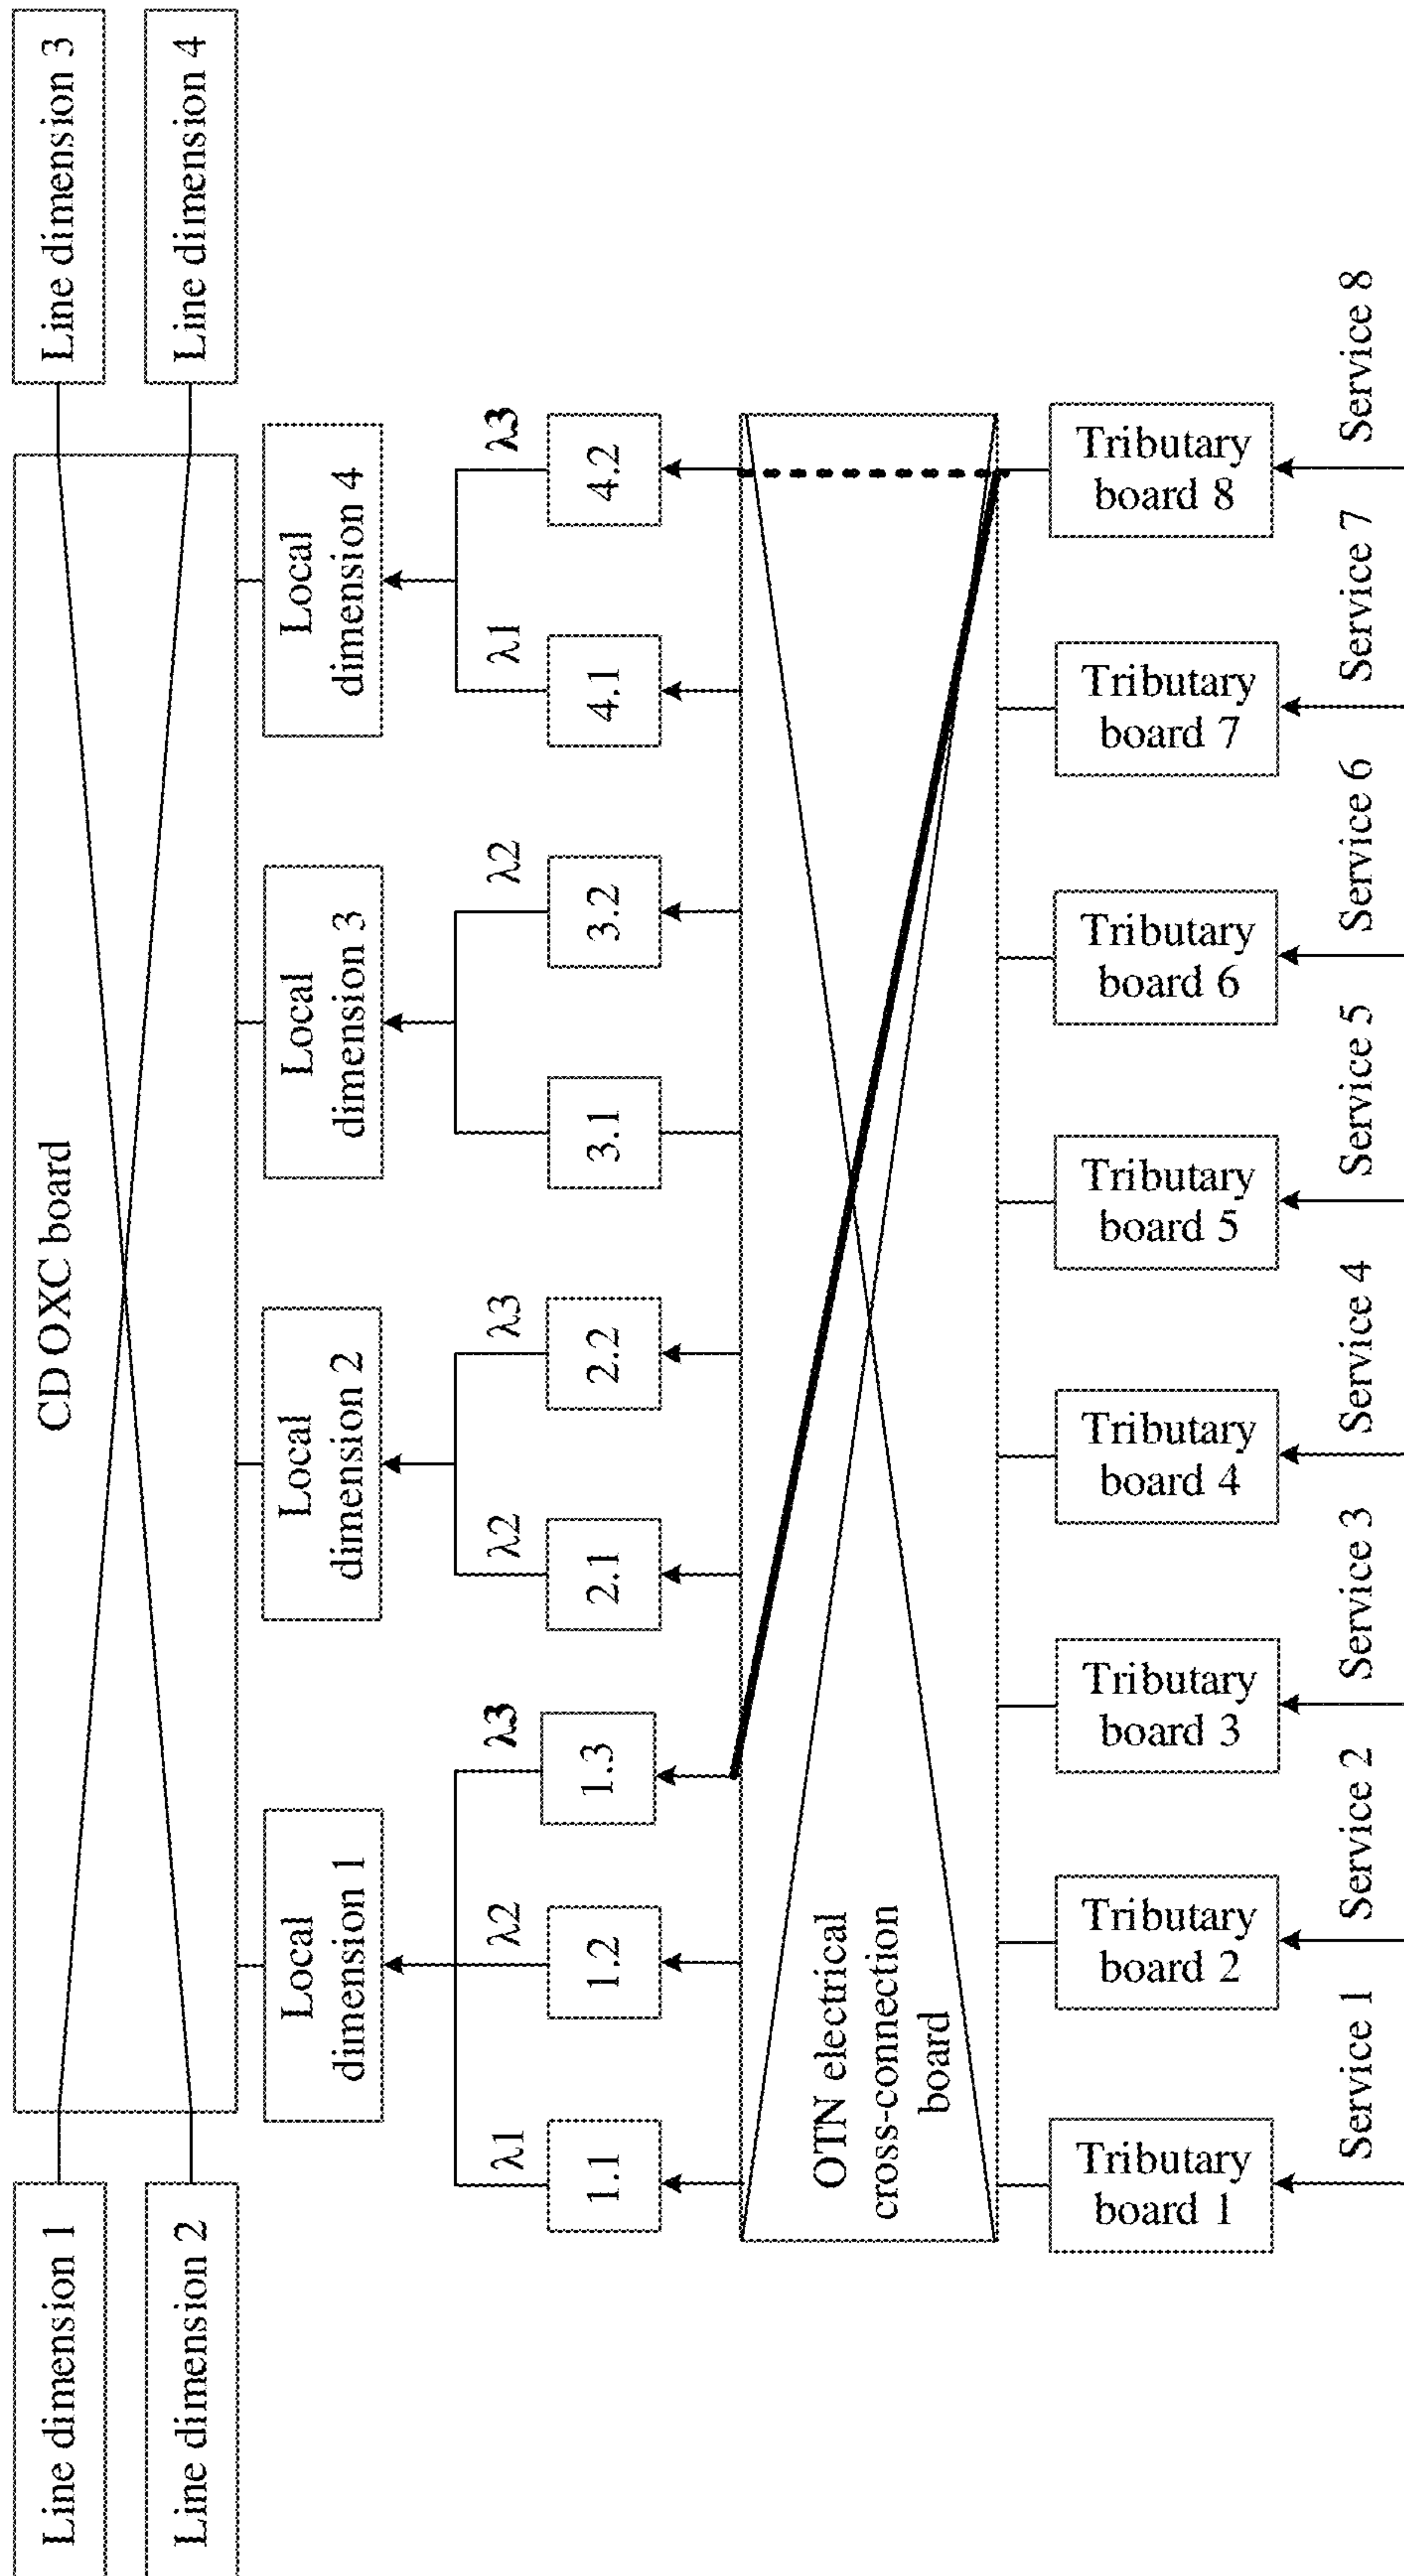 Line dimension 1
Line dimension 3
CD OXC board
Line dimension 2
Line dimension 4
Local
dimension 1
Local
dimension 2
Local
dimension 3
Local
dimension 4
λ1
λ2
λ3
λ2
λ3
λ2
λ1
λ3
1.1
1.2
1.3
2.1
2.2
3.1
3.2
4.1
4.2
OTN electrical
cross-connection
board
Tributary
board 1
Tributary
board 2
Tributary
board 3
Tributary
board 4
Tributary
board 5
Tributary
board 6
Tributary
board 7
Tributary
board 8
Service 1
Service 2
Service 3
Service 4
Service 5
Service 6
Service 7
Service 8